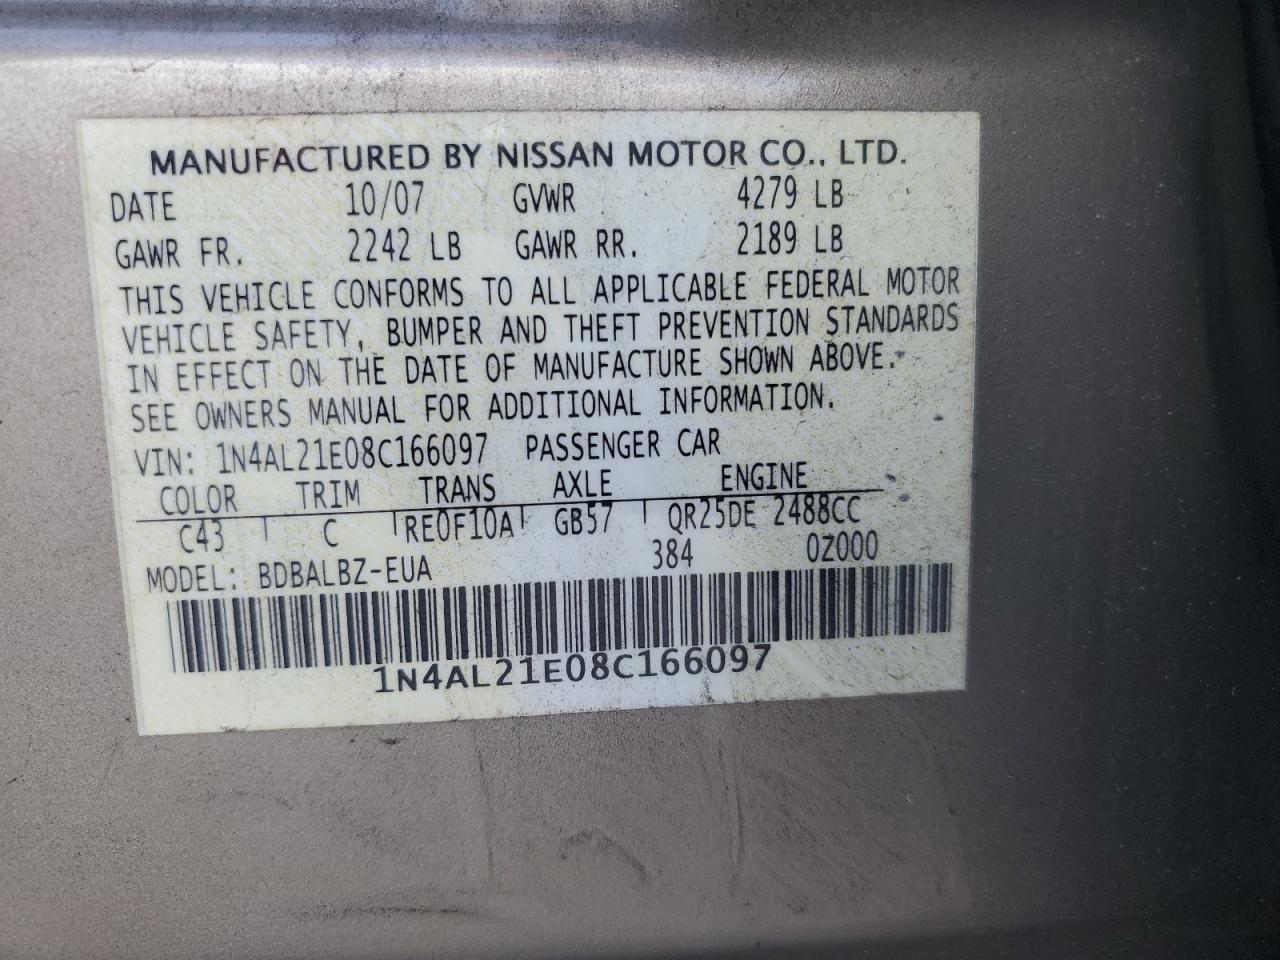 MANUFACTURED BY NISSAN MOTOR CO., LTD.
DATE 10/07 GVWR 4279 LB
GAWR FR. 2242 LB GAWR RR. 2189 LB
THIS VEHICLE CONFORMS TO ALL APPLICABLE FEDERAL MOTOR
VEHICLE SAFETY, BUMPER AND THEFT PREVENTION STANDARDS
IN EFFECT ON THE DATE OF MANUFACTURE SHOWN ABOVE.
SEE OWNERS MANUAL FOR ADDITIONAL INFORMATION.
VIN: 1N4AL21E08C166097 PASSENGER CAR
COLOR TRIM TRANS AXLE ENGINE
C43 C RE0F10A GB57 QR25DE 2488CC
MODEL: BDBALBZ-EUA 384 0Z000
1N4AL21E08C166097